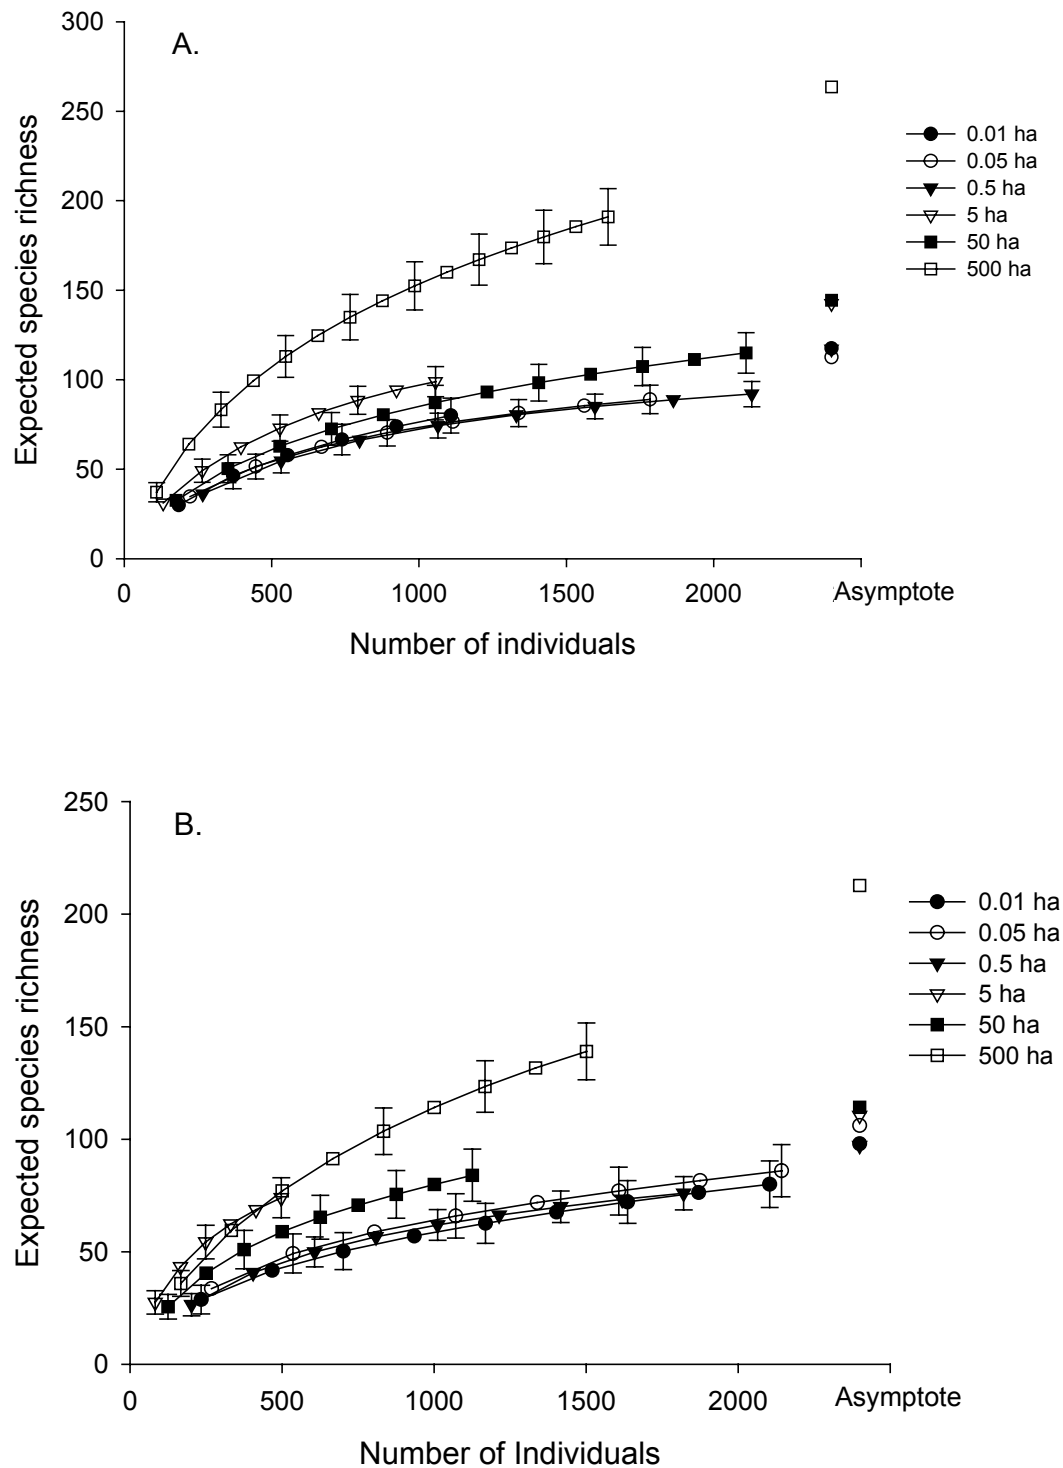 A.
300
250
200
150
100
50
0
Expected species richness
0 500 1000 1500 2000 Asymptote
Number of individuals
0.01 ha
0.05 ha
0.5 ha
5 ha
50 ha
500 ha
B.
250
200
150
100
50
0
Expected species richness
0 500 1000 1500 2000 Asymptote
Number of Individuals
0.01 ha
0.05 ha
0.5 ha
5 ha
50 ha
500 ha